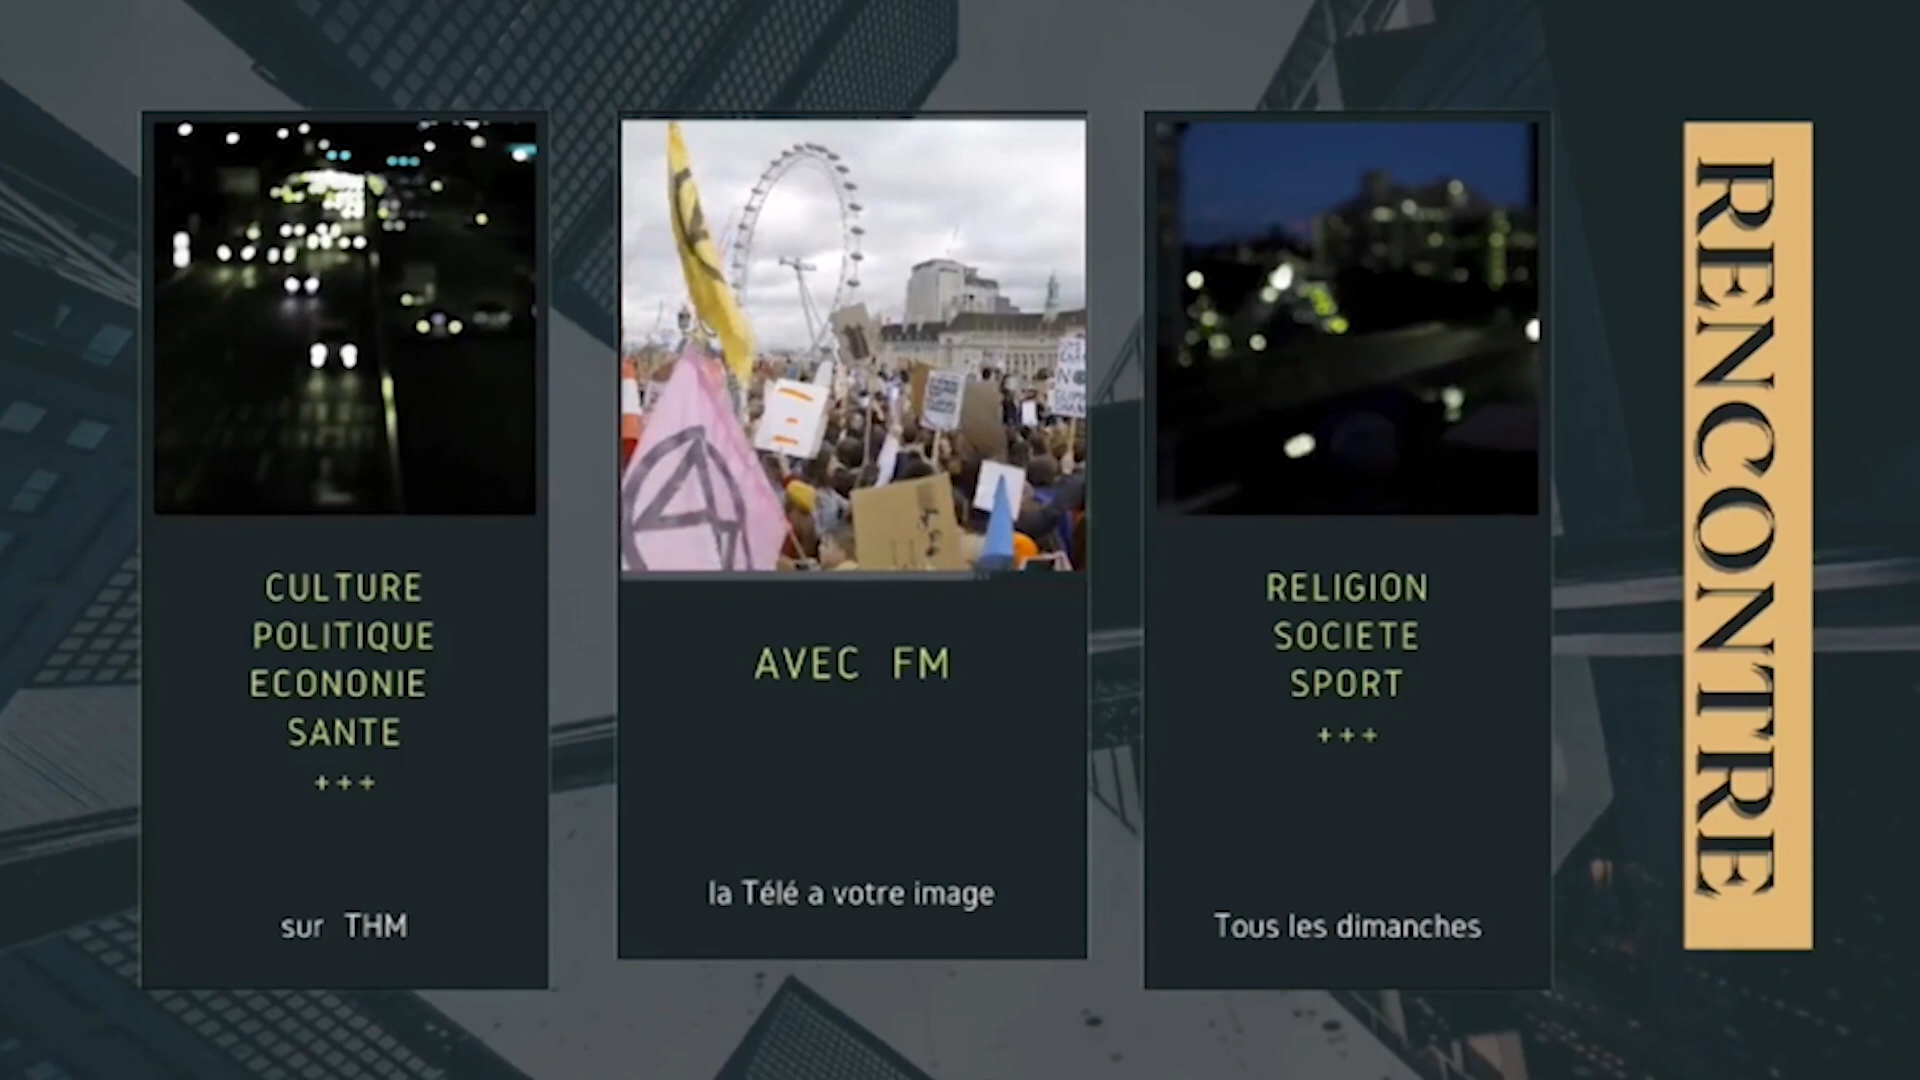 CULTURE
POLITIQUE
ECONONIE
SANTE
+++
sur THM
AVEC FM
la Télé a votre image
RELIGION
SOCIETE
SPORT
+++
Tous les dimanches
RENCONTRE